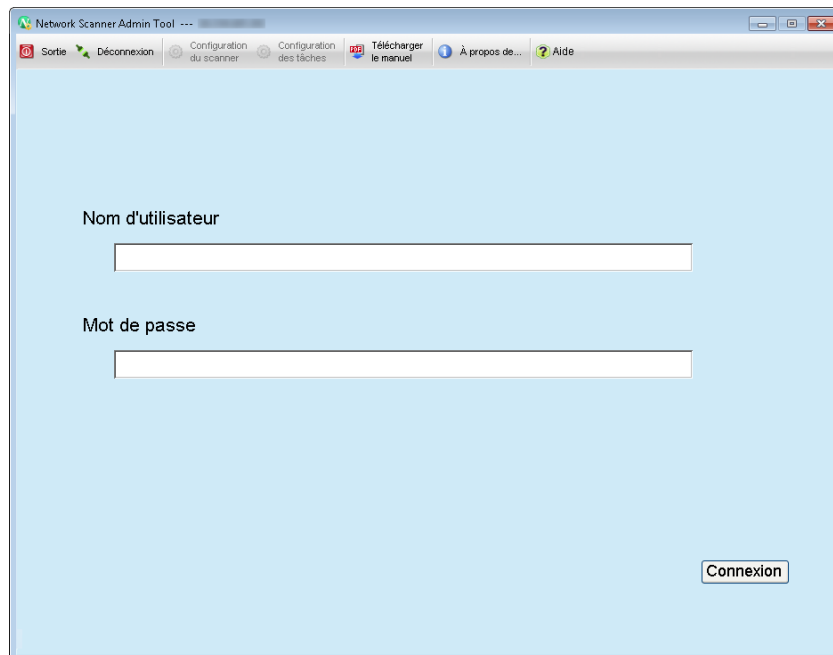 Network Scanner Admin Tool ---
Sortie Déconnexion Configuration du scanner Configuration des tâches Télécharger le manuel À propos de... Aide
Nom d'utilisateur
Mot de passe
Connexion